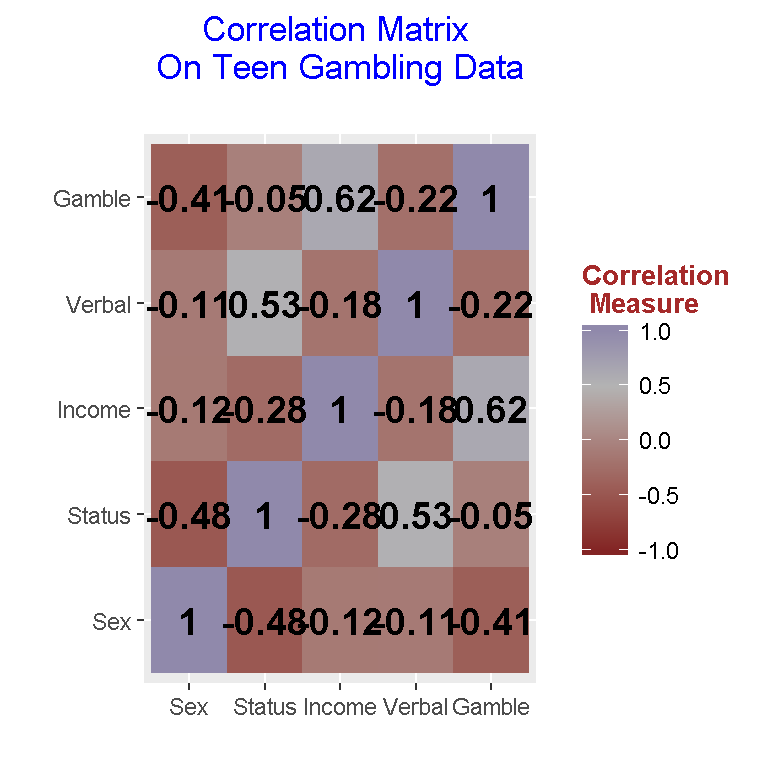 Correlation Matrix
On Teen Gambling Data
Gamble -0.41 -0.05 0.62 -0.22 1
Verbal -0.11 0.53 -0.18 1 -0.22
Income -0.12 -0.28 1 -0.18 0.62
Status -0.48 1 -0.28 0.53 -0.05
Sex 1 -0.48 -0.12 -0.11 -0.41
Sex Status Income Verbal Gamble
Correlation
Measure
1.0
0.5
0.0
-0.5
-1.0